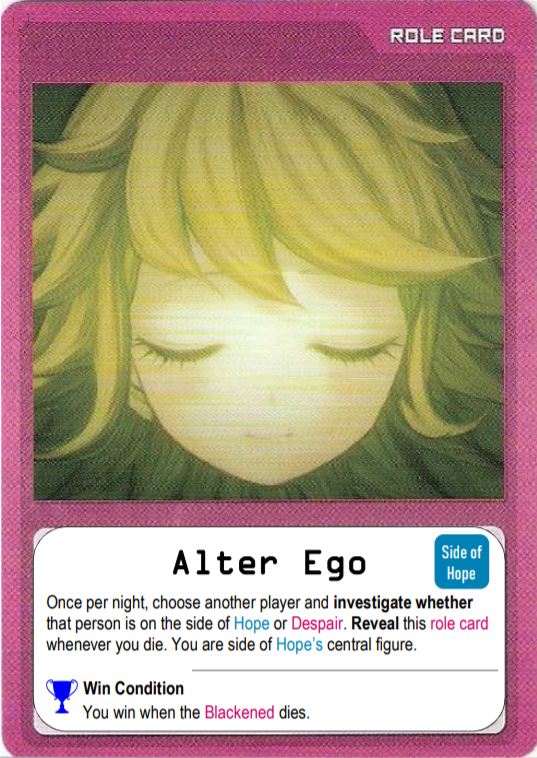 ROLE CARD
Alter Ego
Side of
Hope
Once per night, choose another player and investigate whether
that person is on the side of Hope or Despair. Reveal this role card
whenever you die. You are side of Hope's central figure.
Win Condition
You win when the Blackened dies.